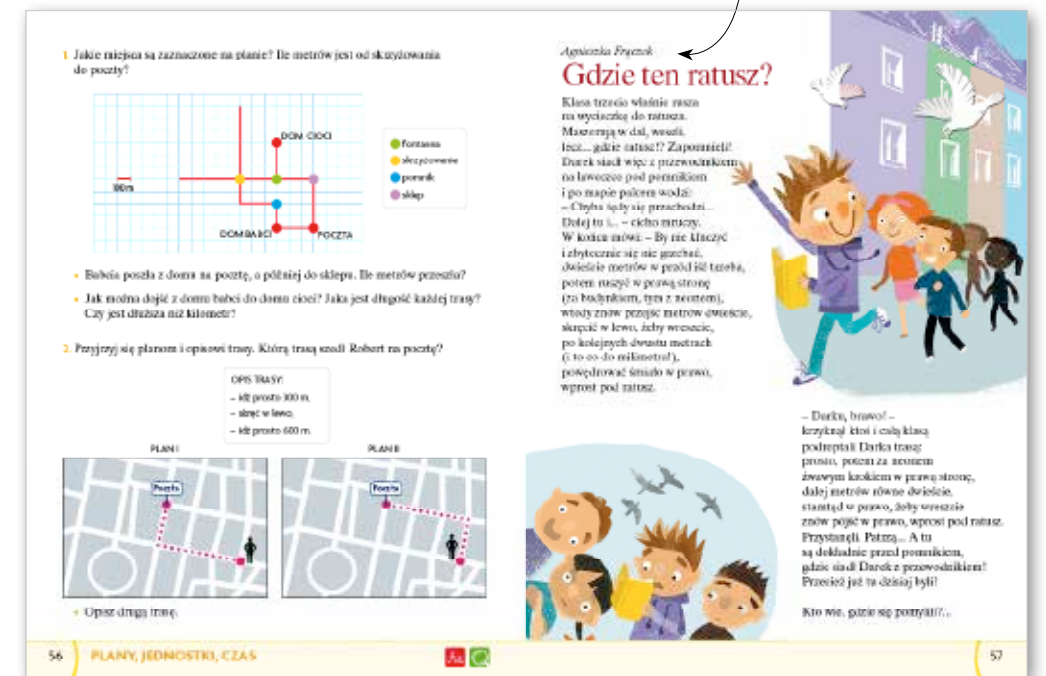 1. Jakie miejsca są zaznaczone na planie? Ile metrów jest od skrzyżowania
do poczty?
DOM CIOCI
100 m
DOM BABCI
POCZTA
fontanna
skrzyżowanie
pomnik
sklep
• Babcia poszła z domu na pocztę, a później do sklepu. Ile metrów przeszła?
• Jak można dojść z domu babci do domu cioci? Jaka jest długość każdej trasy?
Czy jest dłuższa niż kilometr?
2. Przyjrzyj się planom i opisowi trasy. Którą trasą szedł Robert na pocztę?
OPIS TRASY:
– idź prosto 300 m,
– skręć w lewo,
– idź prosto 600 m.
PLAN I
PLAN II
Poczta
Poczta
• Opisz drugą trasę.
56 PLANY, JEDNOSTKI, CZAS
Aa
Agnieszka Frączek
Gdzie ten ratusz?
Klasa trzecia właśnie rusza
na wycieczkę do ratusza.
Maszerują w dal, weseli,
lecz... gdzie ratusz!? Zapomnieli!
Darek siadł więc z przewodnikiem
na ławeczce pod pomnikiem
i po mapie palcem wodzi:
– Chyba tędy się przechodzi...
Dalej tu i... – cicho mruczy.
W końcu mówi: – By nie kluczyć
i zbytecznie się nie grzebać,
dwieście metrów w przód iść trzeba,
potem ruszyć w prawą stronę
(za budynkiem, tym z neonem),
wtedy znów przejść metrów dwieście,
skręcić w lewo, żeby wreszcie,
po kolejnych dwustu metrach
(i to co do milimetra!),
powędrować śmiało w prawo,
wprost pod ratusz.
– Darku, brawo! –
krzyknął ktoś i całą klasą
podreptali Darka trasą:
prosto, potem za neonem
żwawym krokiem w prawą stronę,
dalej metrów równe dwieście,
stamtąd w prawo, żeby wreszcie
znów pójść w prawo, wprost pod ratusz.
Przystanęli. Patrzą... A tu
są dokładnie przed pomnikiem,
gdzie siadł Darek z przewodnikiem!
Przecież już tu dzisiaj byli!
Kto wie, gdzie się pomylili?...
57